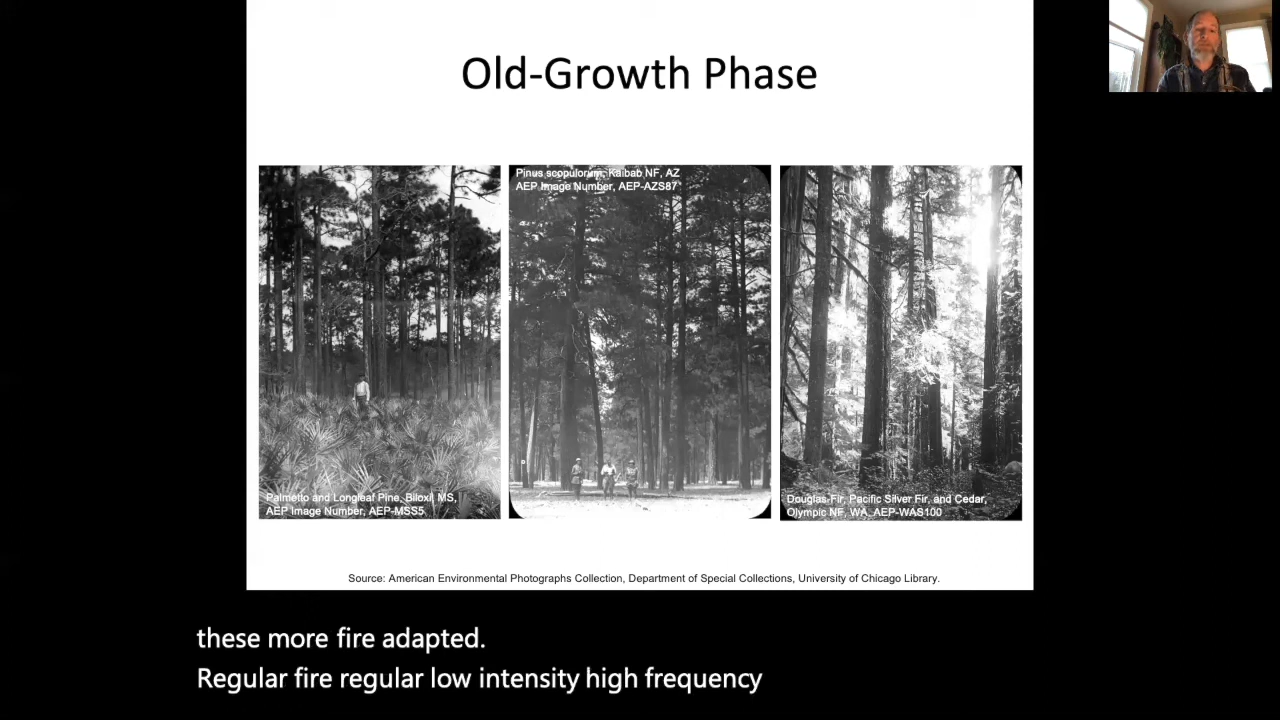 Old-Growth Phase
Pinus scopulorum, Kaibab NF, AZ
AEP Image Number, AEP-AZS87
Palmetto and Longleaf Pine, Biloxi, MS,
AEP Image Number, AEP-MSS5
Douglas-Fir, Pacific Silver Fir, and Cedar,
Olympic NF, WA, AEP-WAS100
Source: American Environmental Photographs Collection, Department of Special Collections, University of Chicago Library.
these more fire adapted.
Regular fire regular low intensity high frequency